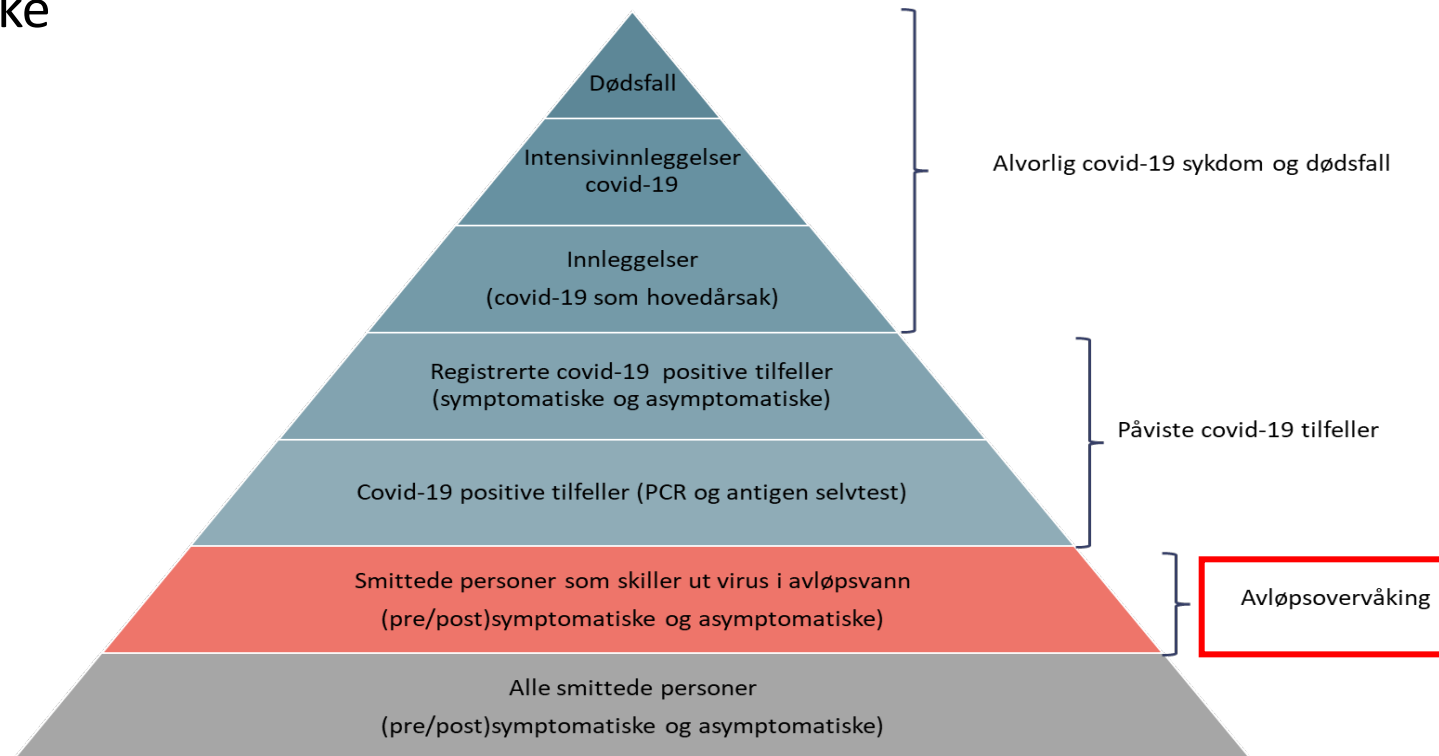 ke
Dødsfall
Intensivinnleggelser
covid-19
Alvorlig covid-19 sykdom og dødsfall
Innleggelser
(covid-19 som hovedårsak)
Registrerte covid-19 positive tilfeller
(symptomatiske og asymptomatiske)
Påviste covid-19 tilfeller
Covid-19 positive tilfeller (PCR og antigen selvtest)
Smittede personer som skiller ut virus i avløpsvann
(pre/post)symptomatiske og asymptomatiske)
Avløpsovervåking
Alle smittede personer
(pre/post)symptomatiske og asymptomatiske)